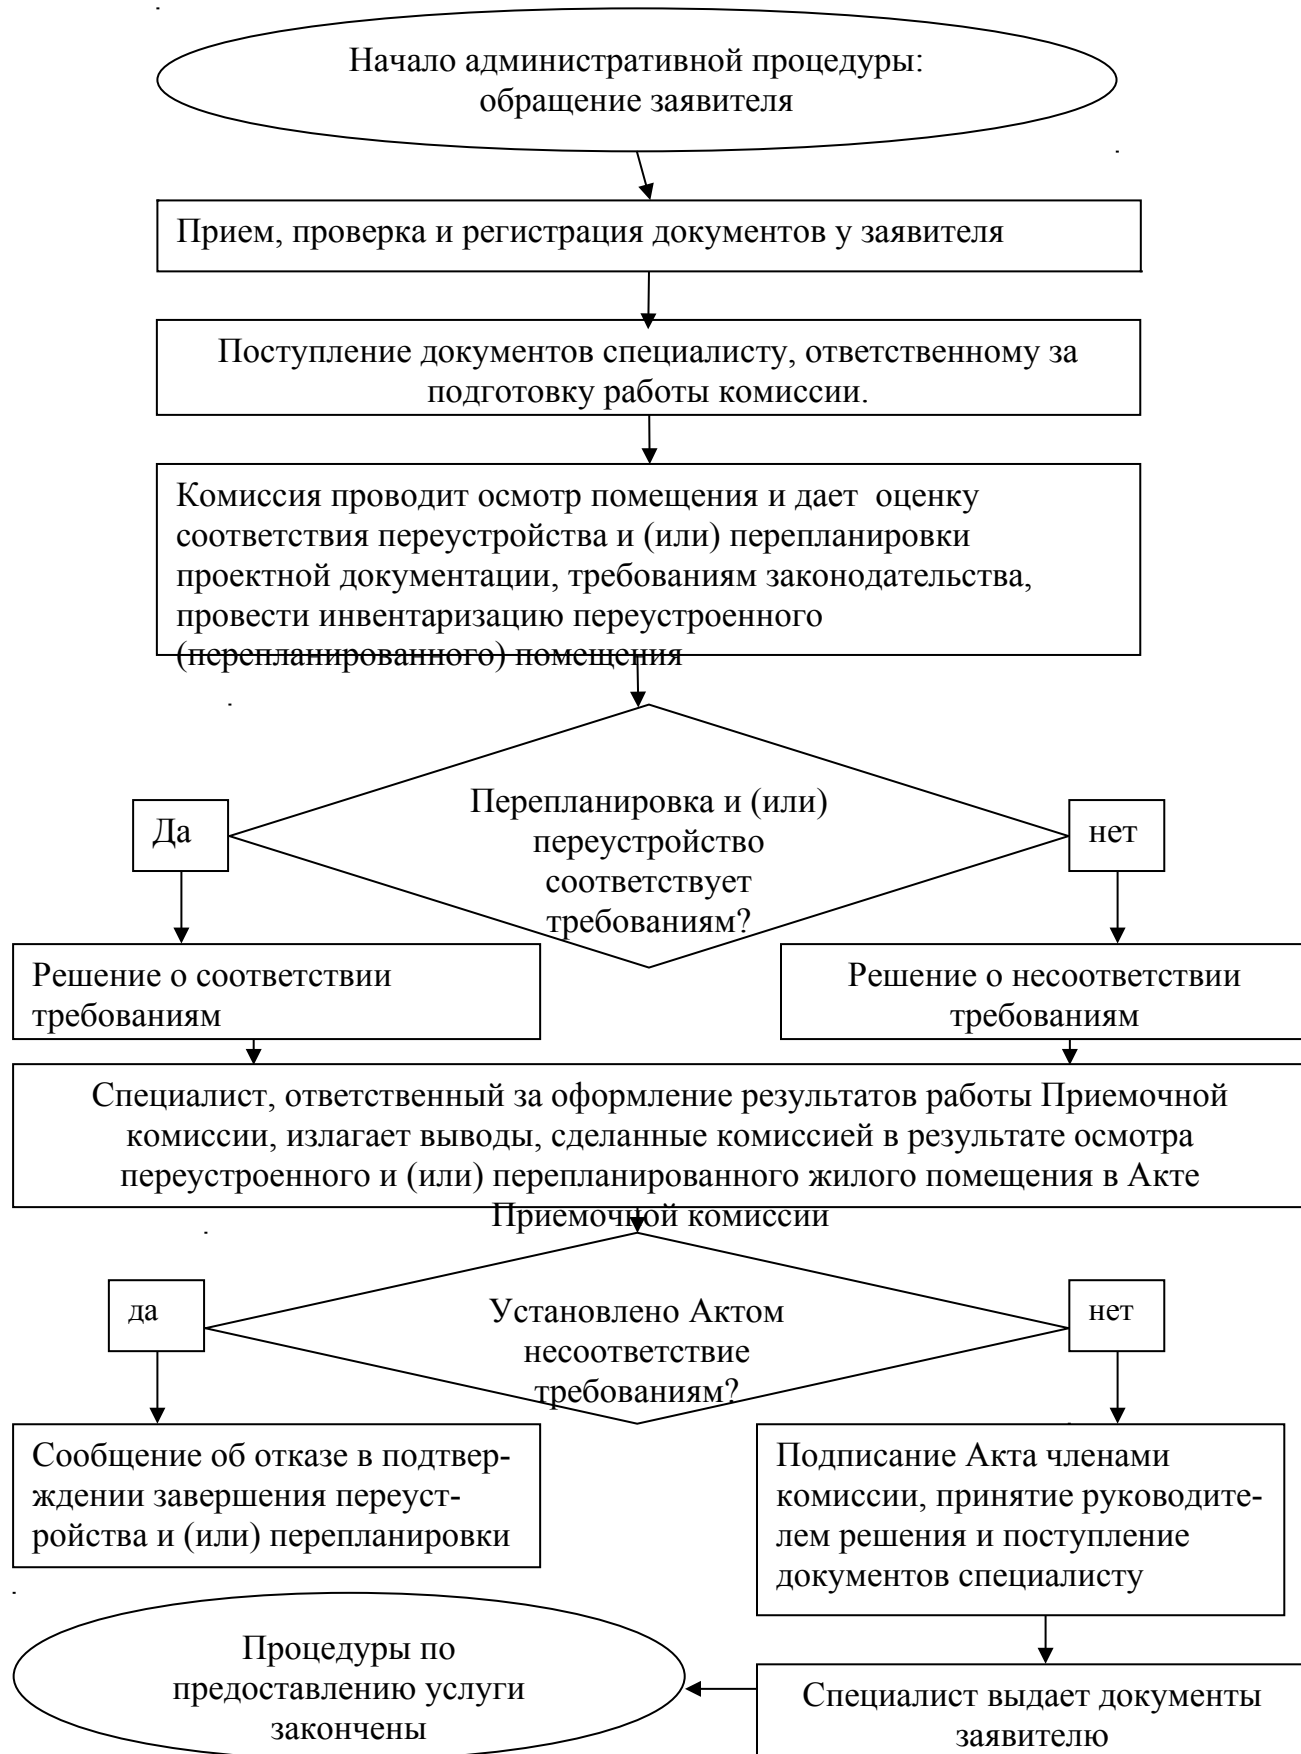 Начало административной процедуры:
обращение заявителя
Прием, проверка и регистрация документов у заявителя
Поступление документов специалисту, ответственному за
подготовку работы комиссии.
Комиссия проводит осмотр помещения и дает  оценку
соответствия переустройства и (или) перепланировки
проектной документации, требованиям законодательства,
провести инвентаризацию переустроенного
(перепланированного) помещения
Перепланировка и (или)
переустройство
соответствует
требованиям?
Да
нет
Решение о соответствии
требованиям
Решение о несоответствии
требованиям
Специалист, ответственный за оформление результатов работы Приемочной
комиссии, излагает выводы, сделанные комиссией в результате осмотра
переустроенного и (или) перепланированного жилого помещения в Акте
Приемочной комиссии
Установлено Актом
несоответствие
требованиям?
да
нет
Сообщение об отказе в подтвер-
ждении завершения переуст-
ройства и (или) перепланировки
Подписание Акта членами
комиссии, принятие руководите-
лем решения и поступление
документов специалисту
Процедуры по
предоставлению услуги
закончены
Специалист выдает документы
заявителю